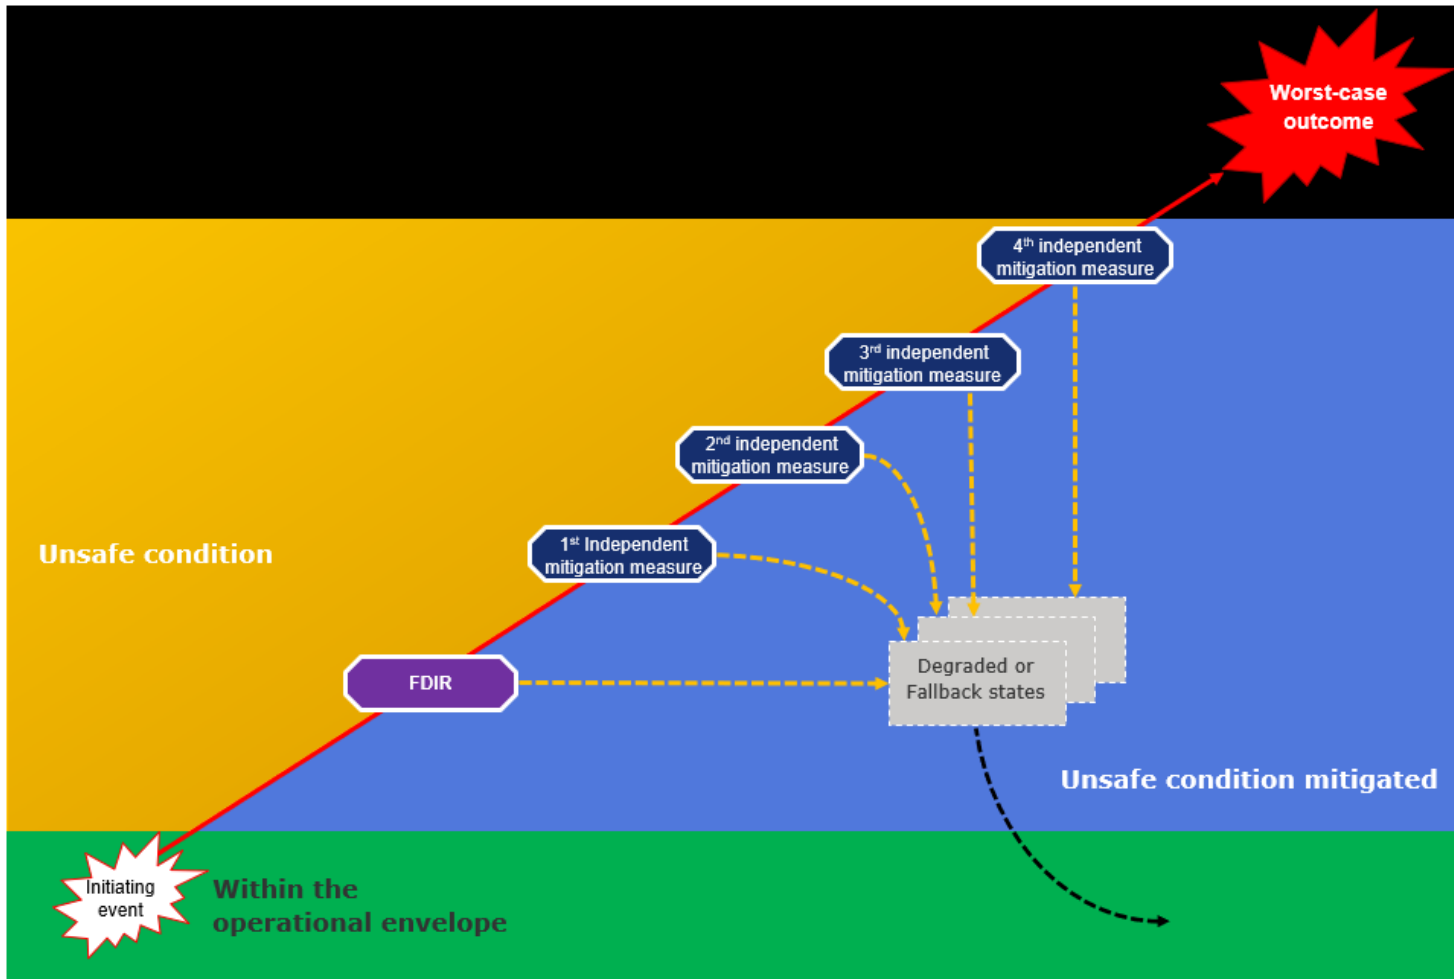 Worst-case
outcome
4th independent
mitigation measure
3rd independent
mitigation measure
2nd independent
mitigation measure
Unsafe condition
1st Independent
mitigation measure
FDIR
Degraded or
Fallback states
Unsafe condition mitigated
Initiating
event
Within the
operational envelope